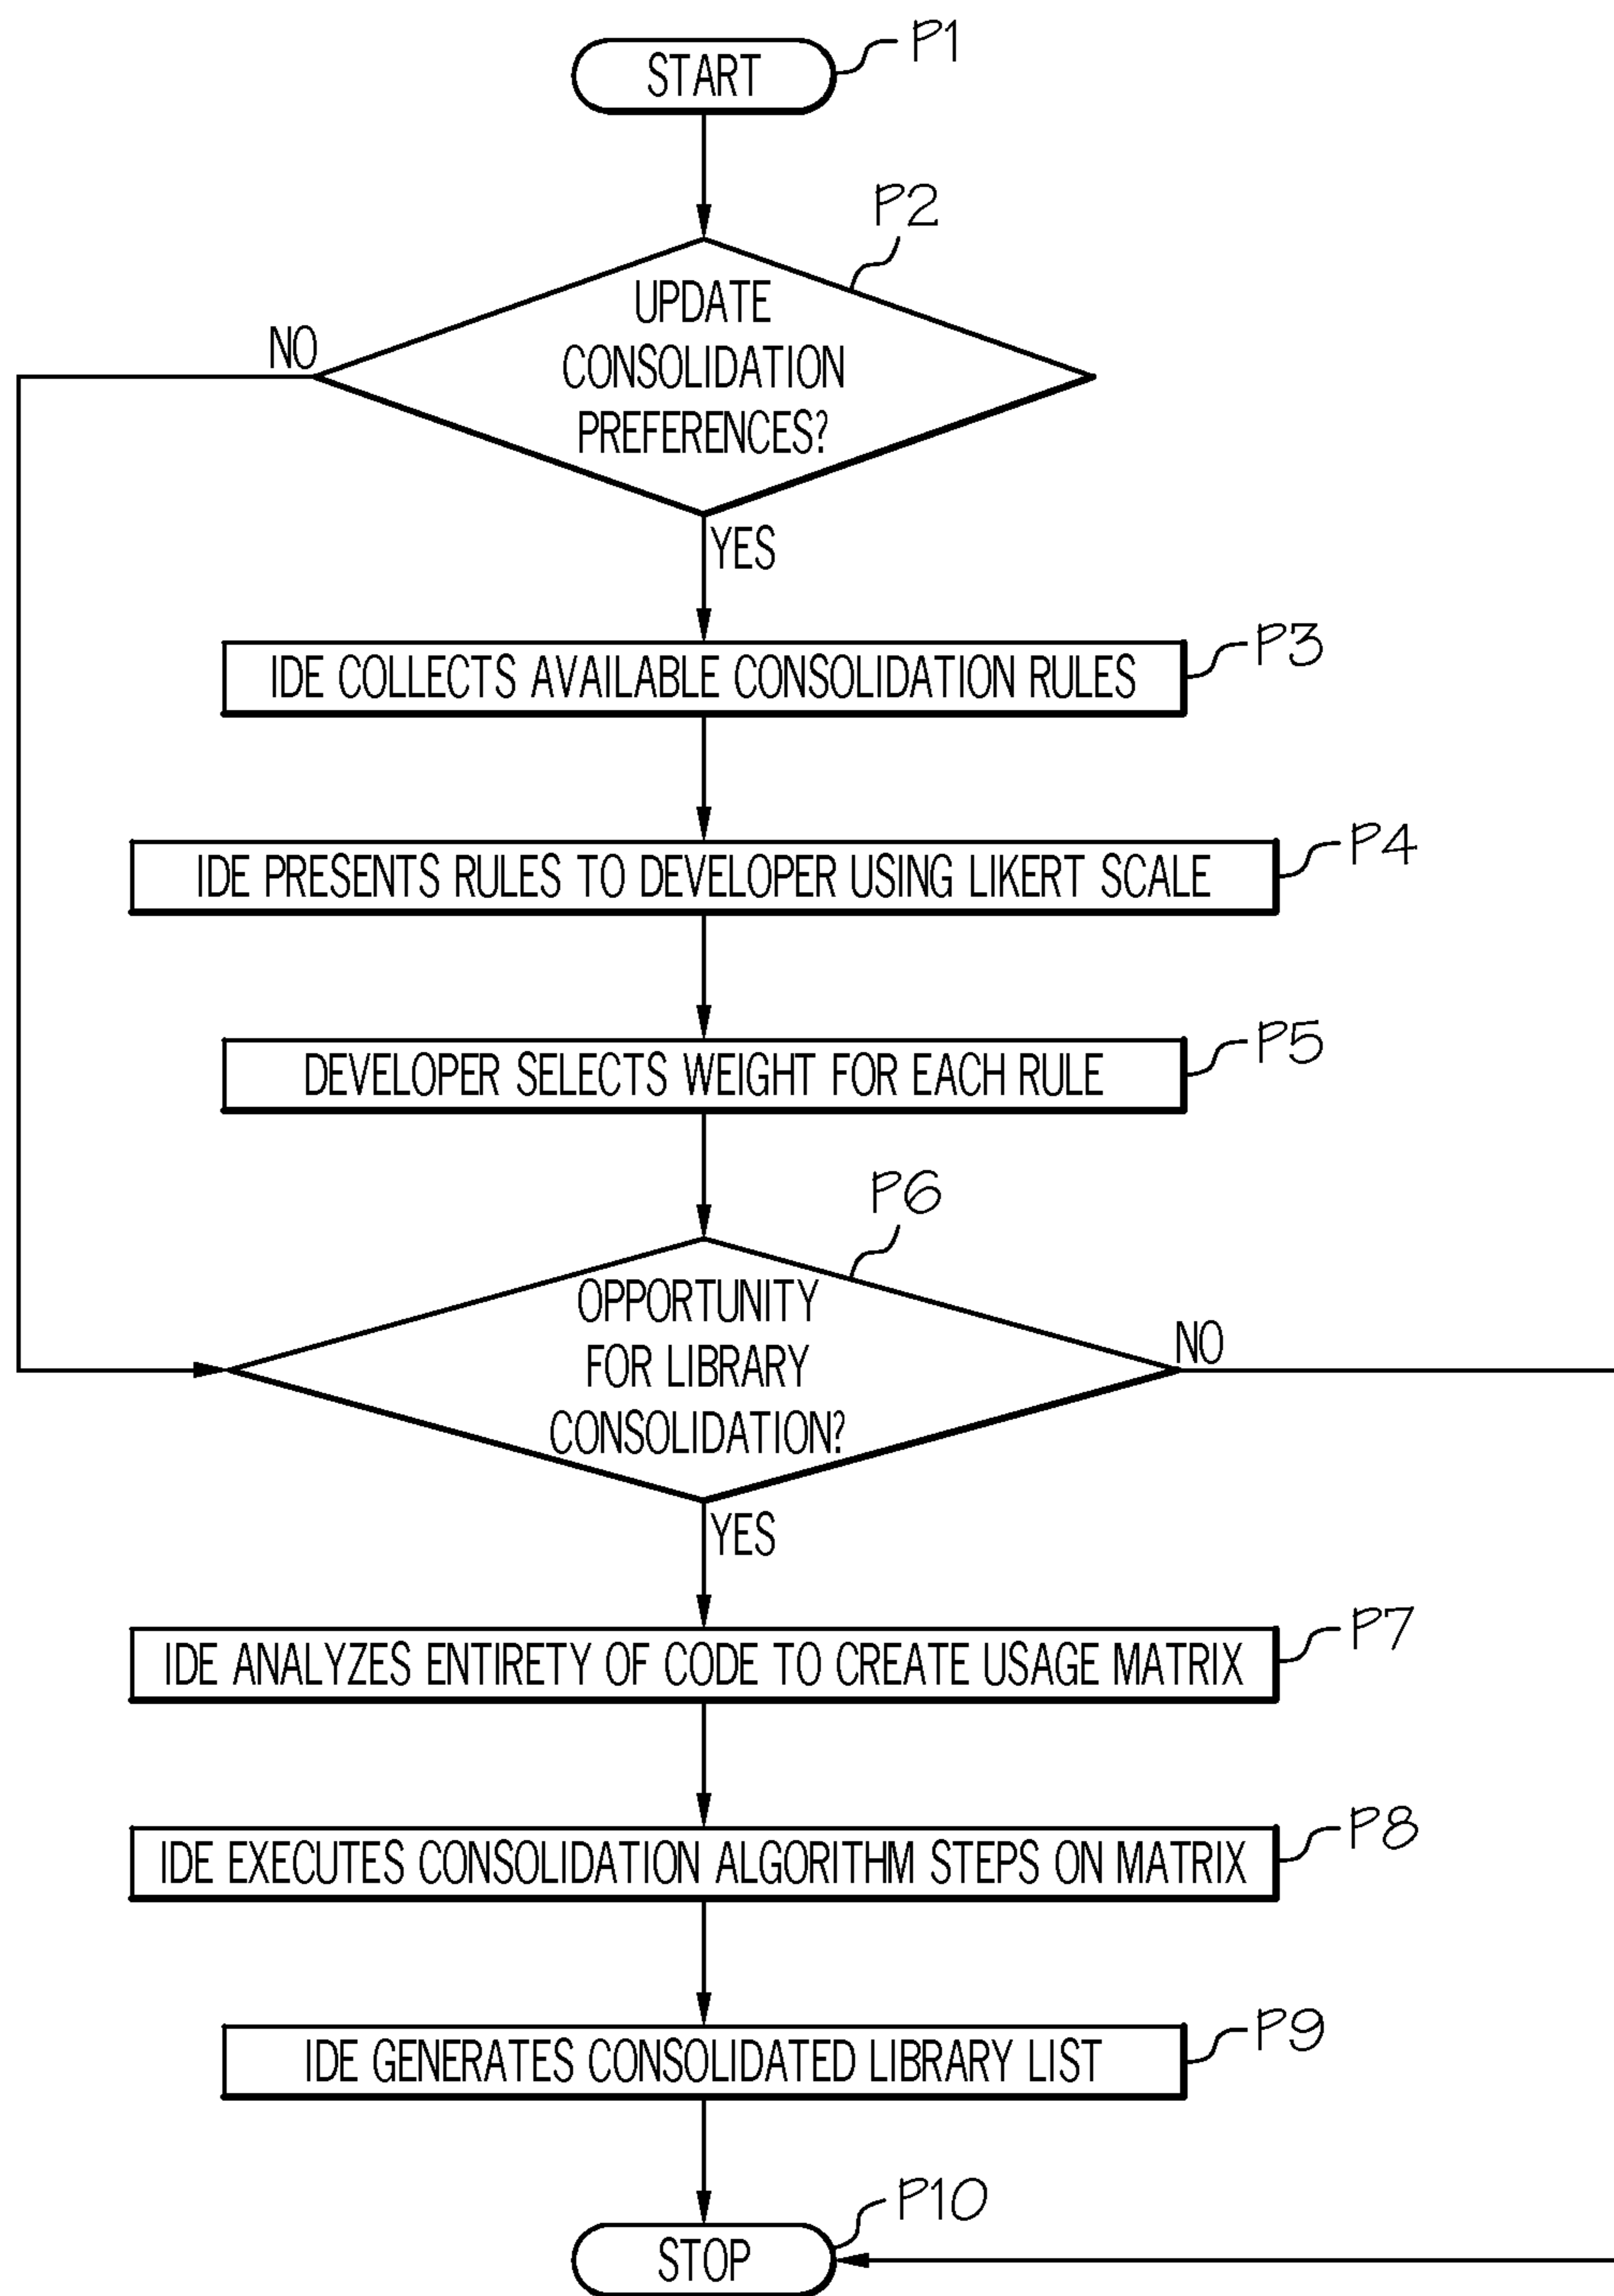 START
P1
P2
UPDATE
CONSOLIDATION
PREFERENCES?
NO
YES
IDE COLLECTS AVAILABLE CONSOLIDATION RULES
P3
IDE PRESENTS RULES TO DEVELOPER USING LIKERT SCALE
P4
DEVELOPER SELECTS WEIGHT FOR EACH RULE
P5
P6
OPPORTUNITY
FOR LIBRARY
CONSOLIDATION?
NO
YES
IDE ANALYZES ENTIRETY OF CODE TO CREATE USAGE MATRIX
P7
IDE EXECUTES CONSOLIDATION ALGORITHM STEPS ON MATRIX
P8
IDE GENERATES CONSOLIDATED LIBRARY LIST
P9
P10
STOP